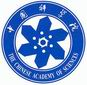 中国科学院
THE CHINESE ACADEMY OF SCIENCES